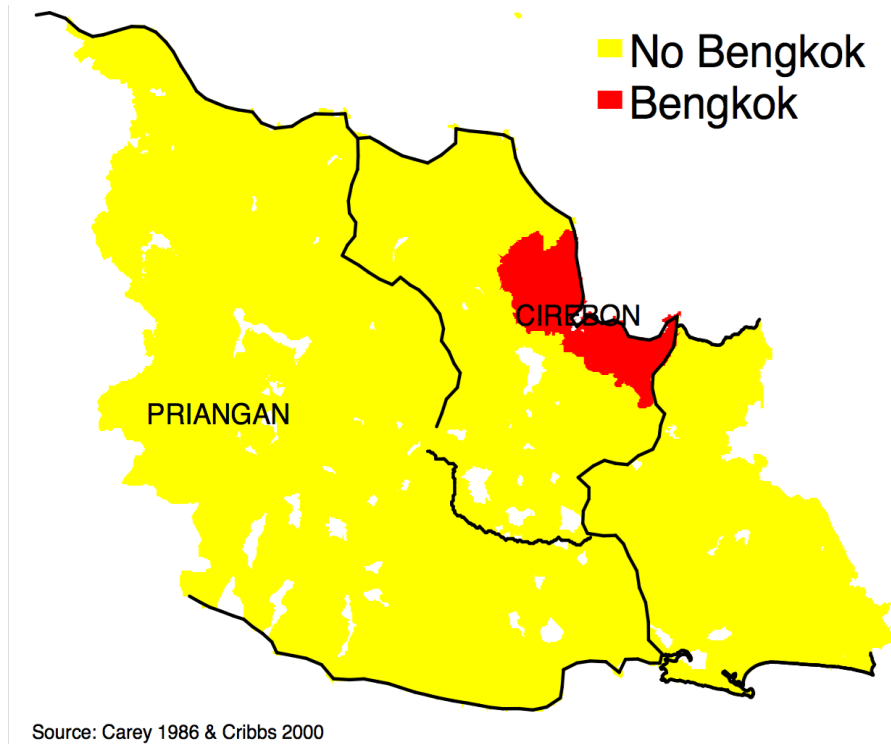 No Bengkok
Bengkok
CIREBON
PRIANGAN
Source: Carey 1986 & Cribbs 2000